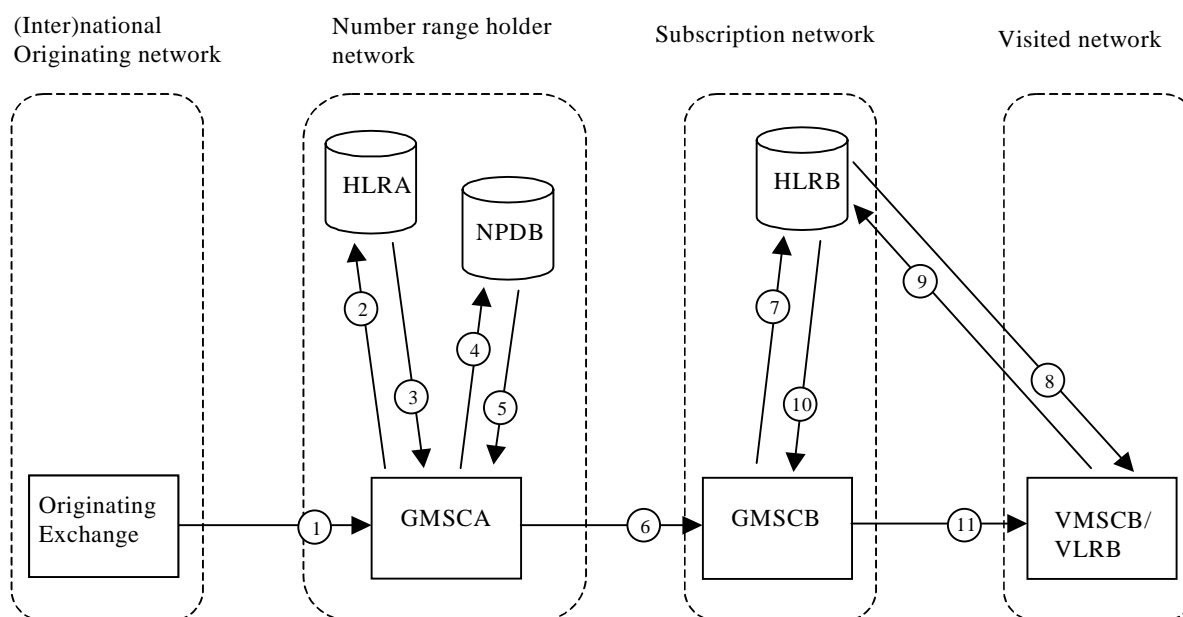 (Inter)national
Originating network
Number range holder
network
Subscription network
Visited network
HLRA
NPDB
HLRB
2
4
3
5
7
10
9
8
Originating
Exchange
1
GMSCA
6
GMSCB
11
VMSCB/
VLRB